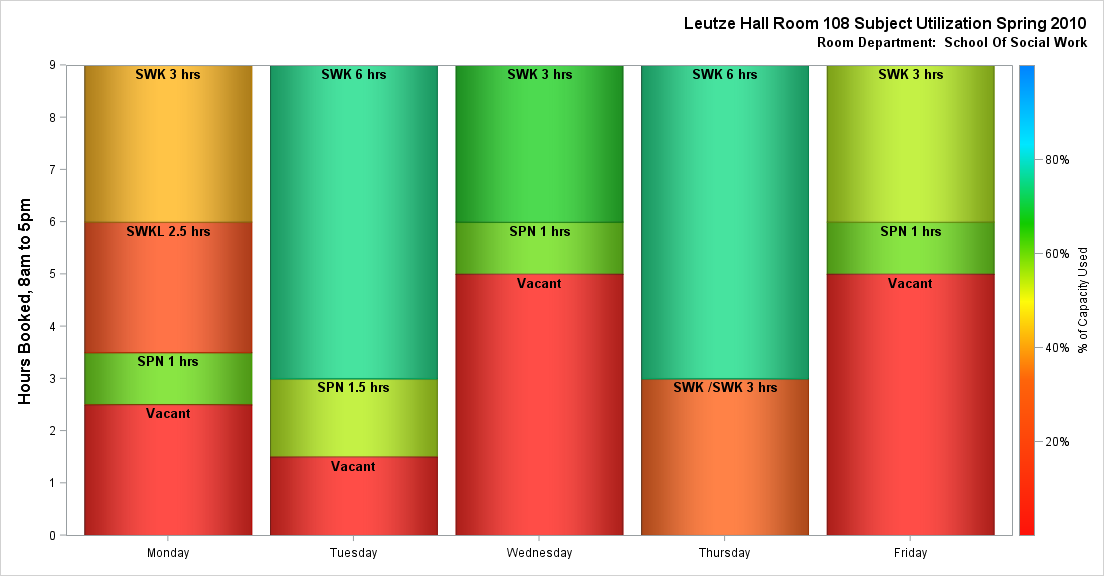 Leutze Hall Room 108 Subject Utilization Spring 2010
Room Department:  School Of Social Work
Hours Booked, 8am to 5pm
9
8
7
6
5
4
3
2
1
0
SWK 3 hrs
SWKL 2.5 hrs
SPN 1 hrs
Vacant
SWK 6 hrs
SPN 1.5 hrs
Vacant
SWK 3 hrs
SPN 1 hrs
Vacant
SWK 6 hrs
SWK /SWK 3 hrs
SWK 3 hrs
SPN 1 hrs
Vacant
Monday
Tuesday
Wednesday
Thursday
Friday
80%
60%
40%
20%
% of Capacity Used